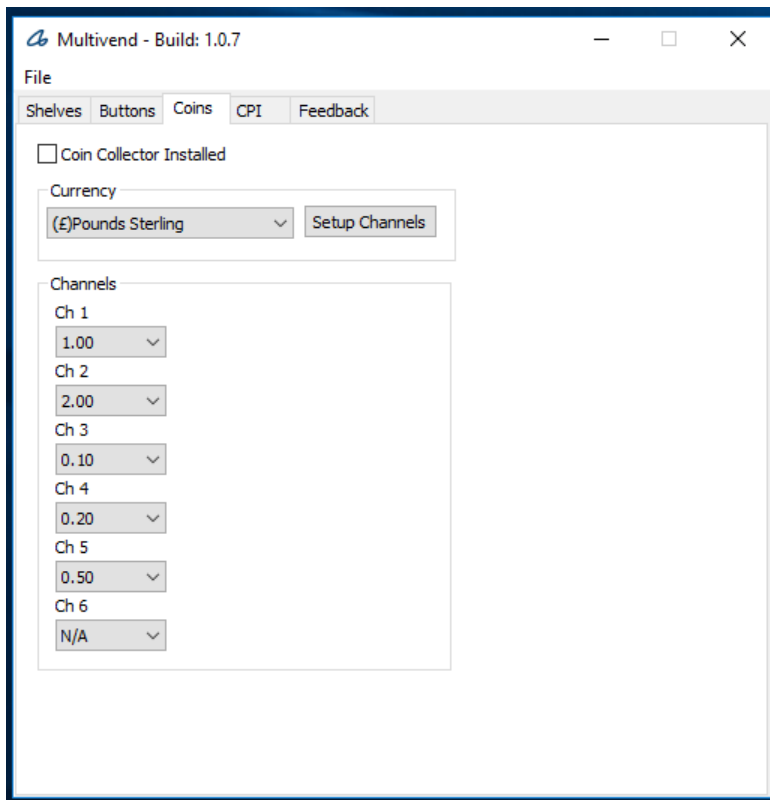 Multivend - Build: 1.0.7
File
Shelves Buttons Coins CPI Feedback
Coin Collector Installed
Currency
(£)Pounds Sterling Setup Channels
Channels
Ch 1
1.00
Ch 2
2.00
Ch 3
0.10
Ch 4
0.20
Ch 5
0.50
Ch 6
N/A